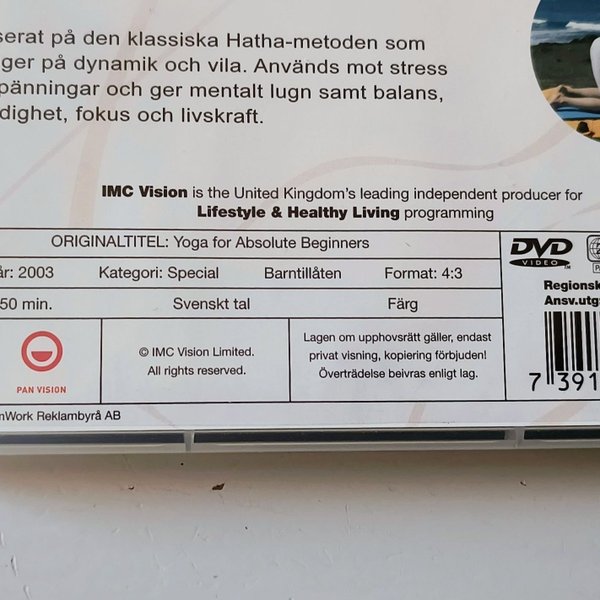 serat på den klassiska Hatha-metoden som
ger på dynamik och vila. Används mot stress
pänningar och ger mentalt lugn samt balans,
dighet, fokus och livskraft.
IMC Vision is the United Kingdom's leading independent producer for
Lifestyle & Healthy Living programming
ORIGINALTITEL: Yoga for Absolute Beginners
år: 2003 Kategori: Special Barntillåten Format: 4:3
50 min. Svenskt tal Färg
DVD
VIDEO™
Regionsk
Ansv.utg
PAN VISION
© IMC Vision Limited.
All rights reserved.
Lagen om upphovsrätt gäller, endast
privat visning, kopiering förbjuden!
Överträdelse beivras enligt lag.
7 391
nWork Reklambyrå AB